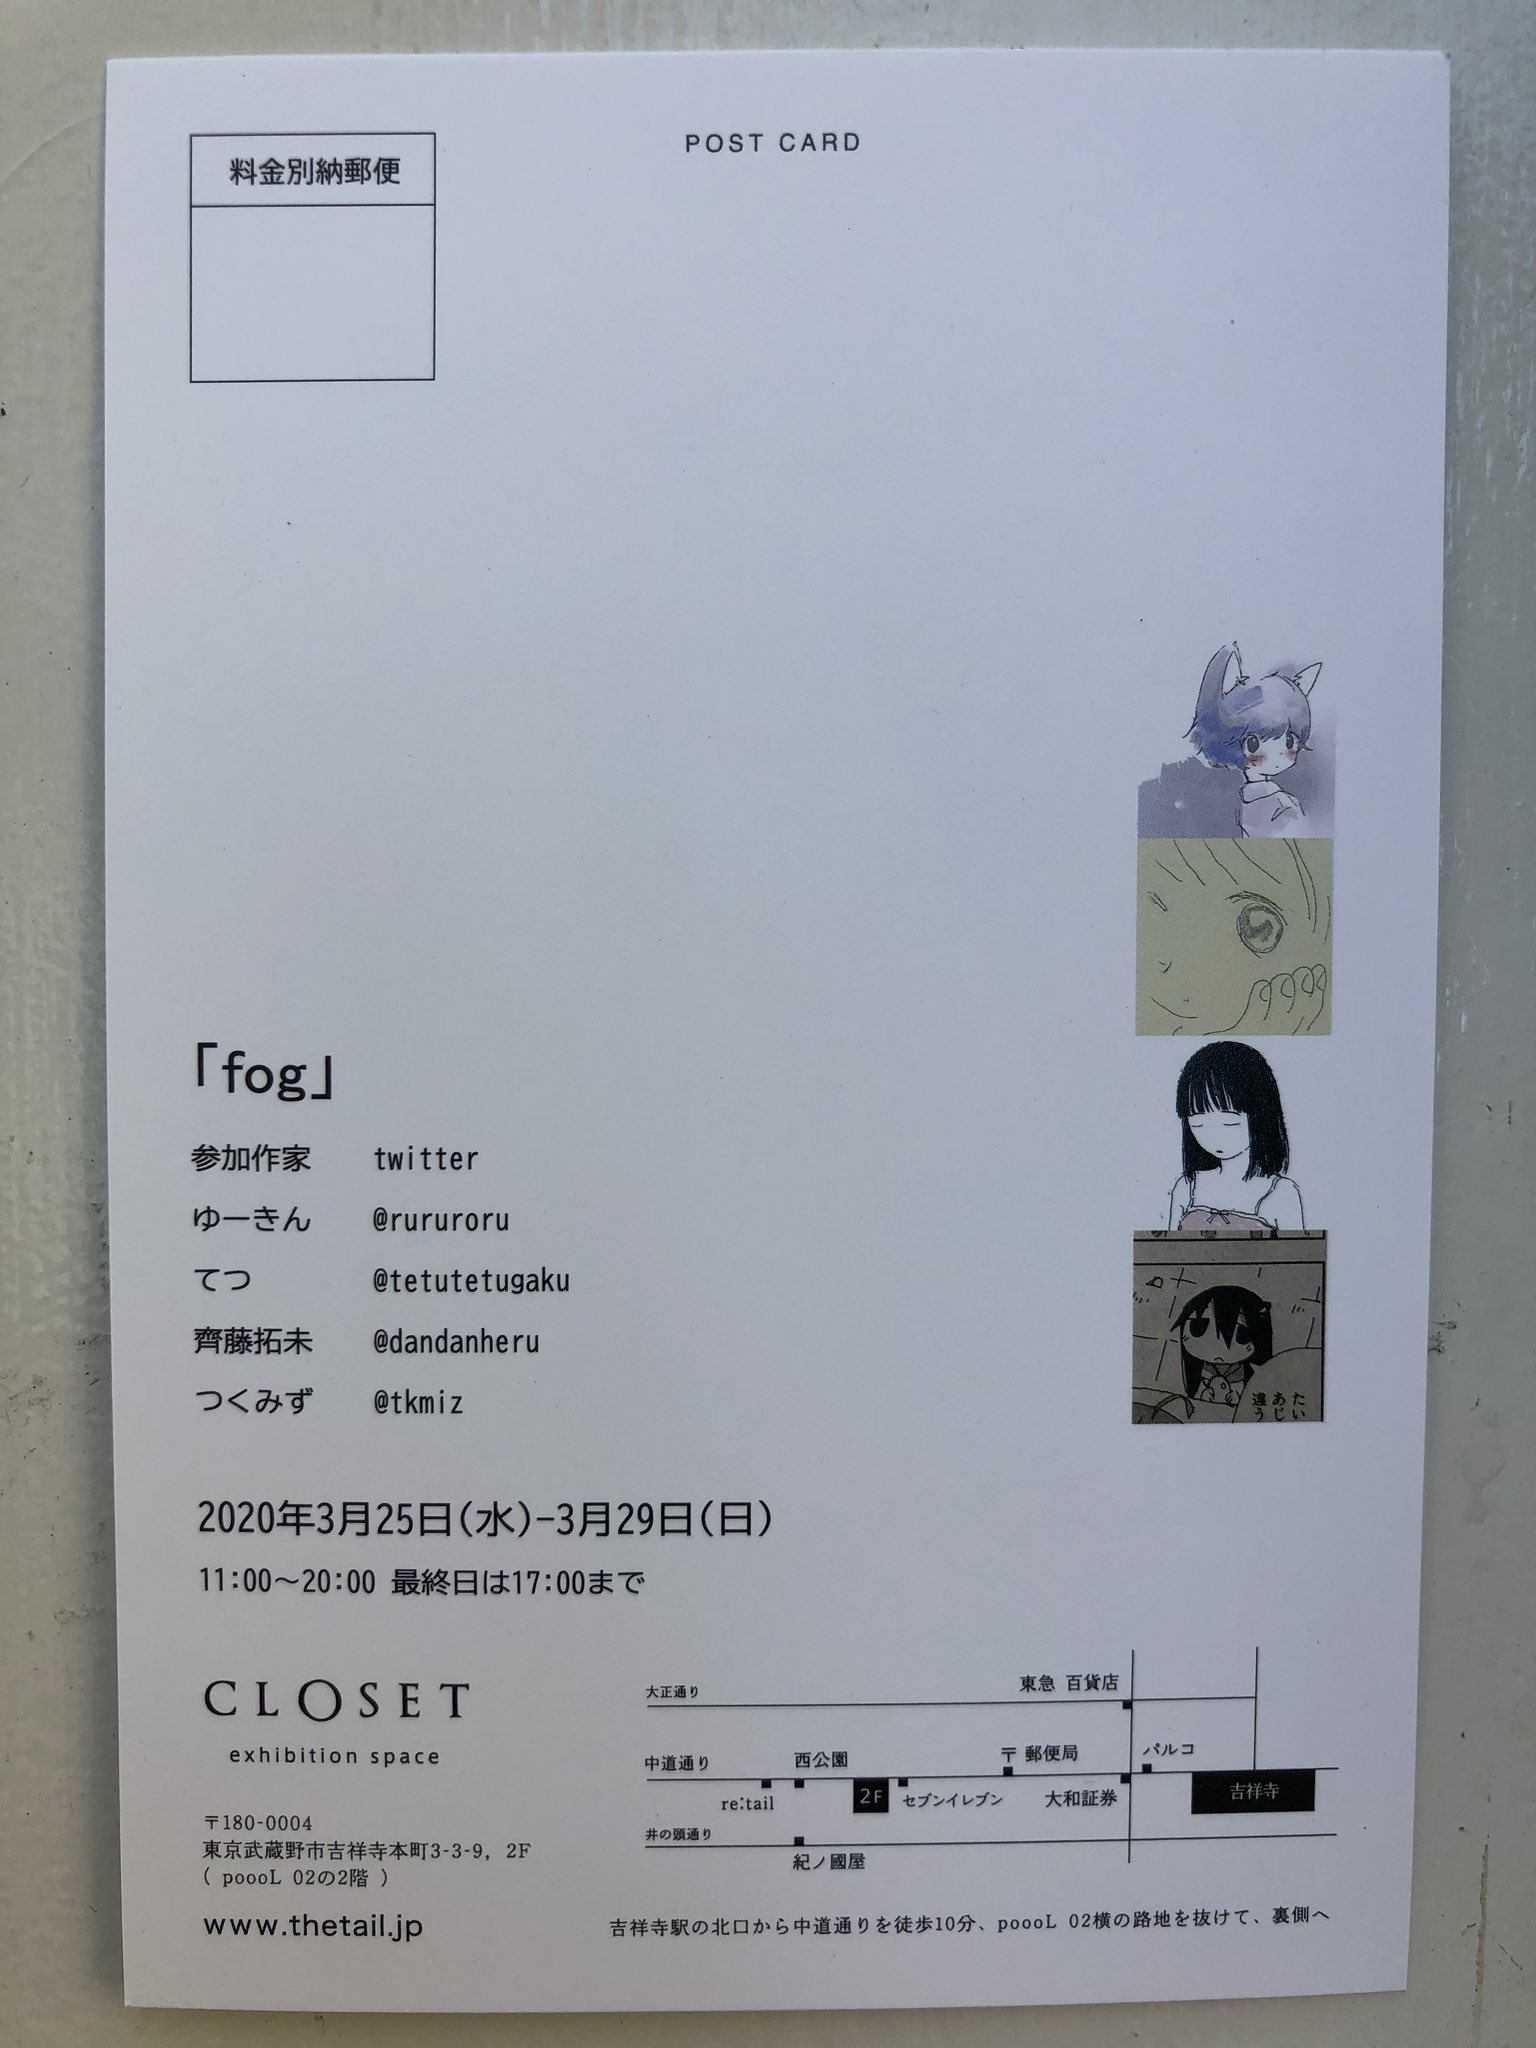 料金別納郵便
POST CARD
「fog」
参加作家 twitter
ゆーきん @rururoru
てつ @tetutetugaku
齊藤拓未 @dandanheru
つくみず @tkmiz
たい
あじ
違う
2020年3月25日(水)-3月29日(日)
11:00〜20:00 最終日は17:00まで
CLOSET
exhibition space
〒180-0004
東京武蔵野市吉祥寺本町3-3-9, 2F
( poooL 02の2階 )
www.thetail.jp
東急 百貨店
大正通り
中道通り
西公園
〒 郵便局
パルコ
re:tail
2F
セブンイレブン
大和証券
吉祥寺
井の頭通り
紀ノ國屋
吉祥寺駅の北口から中道通りを徒歩10分、poooL 02横の路地を抜けて、裏側へ